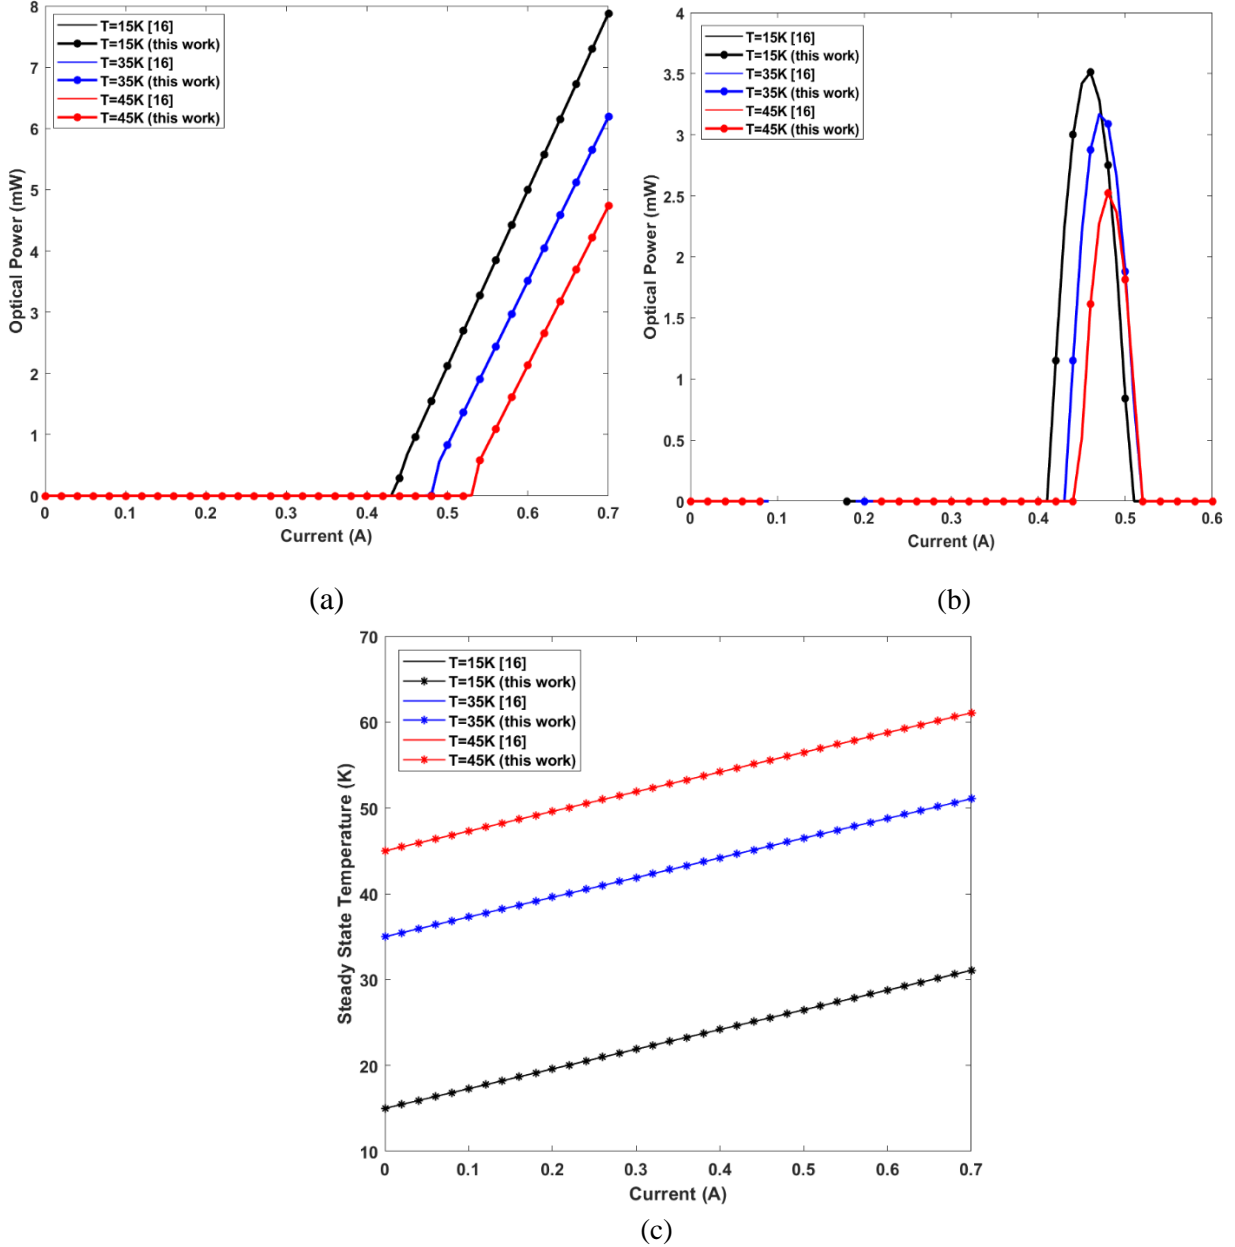 T=15K [16]
T=15K (this work)
T=35K [16]
T=35K (this work)
T=45K [16]
T=45K (this work)
8
7
6
5
4
3
2
1
0
Optical Power (mW)
0 0.1 0.2 0.3 0.4 0.5 0.6 0.7
Current (A)
(a)
T=15K [16]
T=15K (this work)
T=35K [16]
T=35K (this work)
T=45K [16]
T=45K (this work)
4
3.5
3
2.5
2
1.5
1
0.5
0
Optical Power (mW)
0 0.1 0.2 0.3 0.4 0.5 0.6
Current (A)
(b)
T=15K [16]
T=15K (this work)
T=35K [16]
T=35K (this work)
T=45K [16]
T=45K (this work)
70
60
50
40
30
20
10
Steady State Temperature (K)
0 0.1 0.2 0.3 0.4 0.5 0.6 0.7
Current (A)
(c)